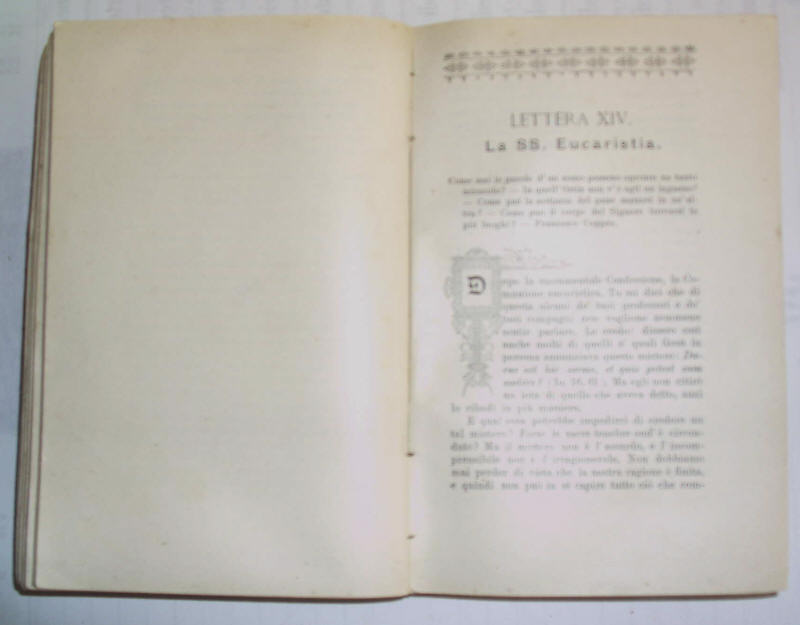 LETTERA XIV.
La SS. Eucaristia.
Come mai le parole d'un uomo possono operare un tanto
miracolo? — In quell'Ostia non v'è egli un inganno?
— Come può la sostanza del pane mutarsi in un'al-
tra? — Come può il corpo del Signore trovarsi in
più luoghi? — Francesco Coppée.
Dopo la sacramentale Confessione, la Co-
munione eucaristica. Tu mi dici che di
questa alcuni de' tuoi professori e de'
tuoi compagni non vogliono nemmeno
sentir parlare. Lo credo: dissero così
anche molti di quelli a' quali Gesù in
persona annunziava questo mistero: Du-
rus est hic sermo, et quis potest eum
audire? (Io. VI, 61). Ma egli non ritirò
un iota di quello che aveva detto, anzi
lo ribadì in più maniere.
E qual cosa potrebbe impedirci di credere un
tal mistero? Forse le sacre tenebre ond'è circon-
dato? Ma il mistero non è l'assurdo, e l'incom-
prensibile non è l'irragionevole. Non dobbiamo
mai perder di vista che la nostra ragione è finita,
e quindi non può in sè capire tutto ciò che com-